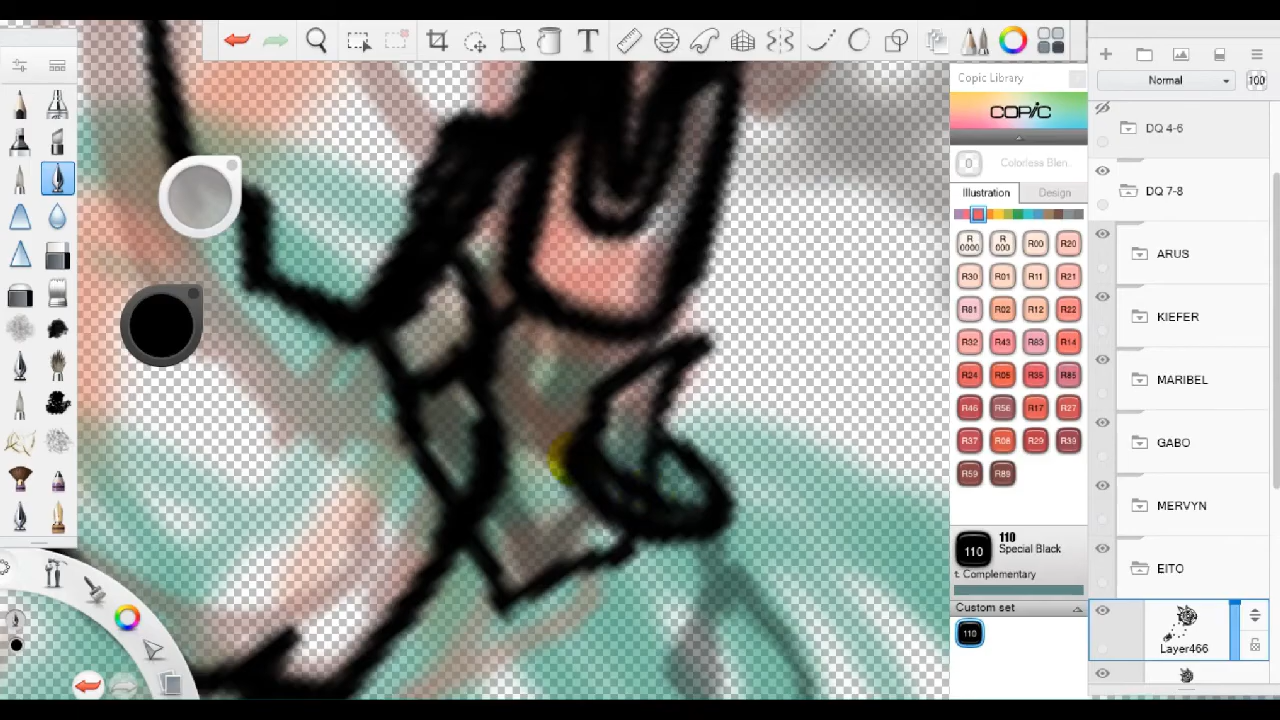 T
Copic Library
COPIC
0 Colorless Blen..
Illustration Design
R0000 R000 R00 R20
R30 R01 R11 R21
R81 R02 R12 R22
R32 R43 R83 R14
R24 R05 R35 R85
R46 R56 R17 R27
R37 R08 R29 R39
R59 R89
110
110
Special Black
t. Complementary
Custom set
110
Normal 100
DQ 4-6
DQ 7-8
ARUS
KIEFER
MARIBEL
GABO
MERVYN
EITO
Layer466